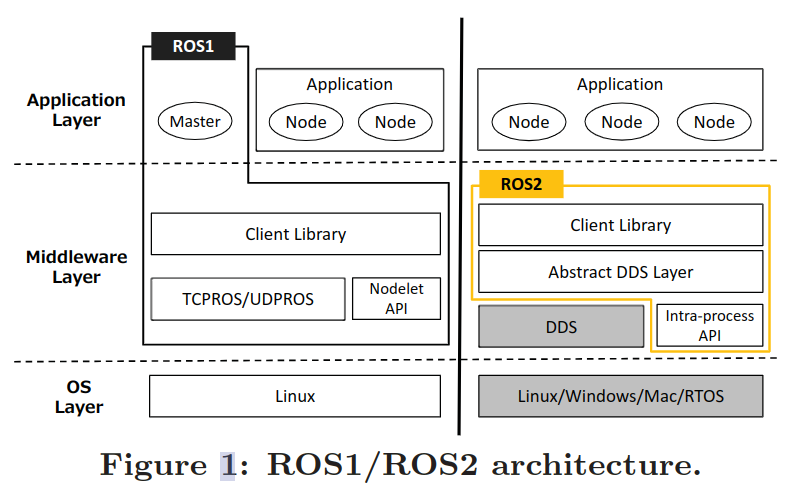 ROS1
Application
Layer
Master
Application
Node
Node
Application
Node
Node
Node
ROS2
Middleware
Layer
Client Library
TCPROS/UDPROS
Nodelet
API
Client Library
Abstract DDS Layer
DDS
Intra-process
API
OS
Layer
Linux
Linux/Windows/Mac/RTOS
Figure 1: ROS1/ROS2 architecture.